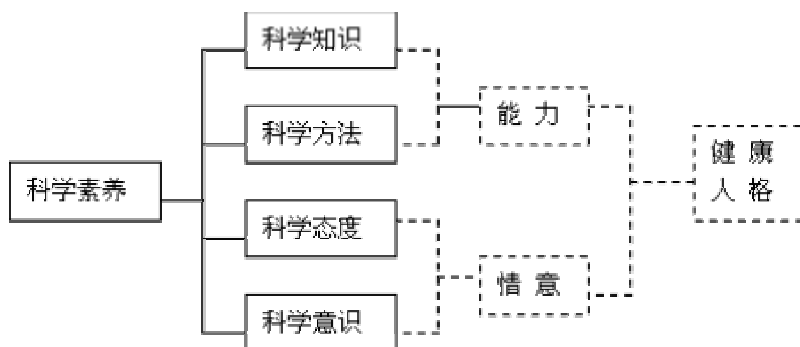 科学知识
科学方法
科学素养
科学态度
科学意识
能 力
情 意
健 康
人 格